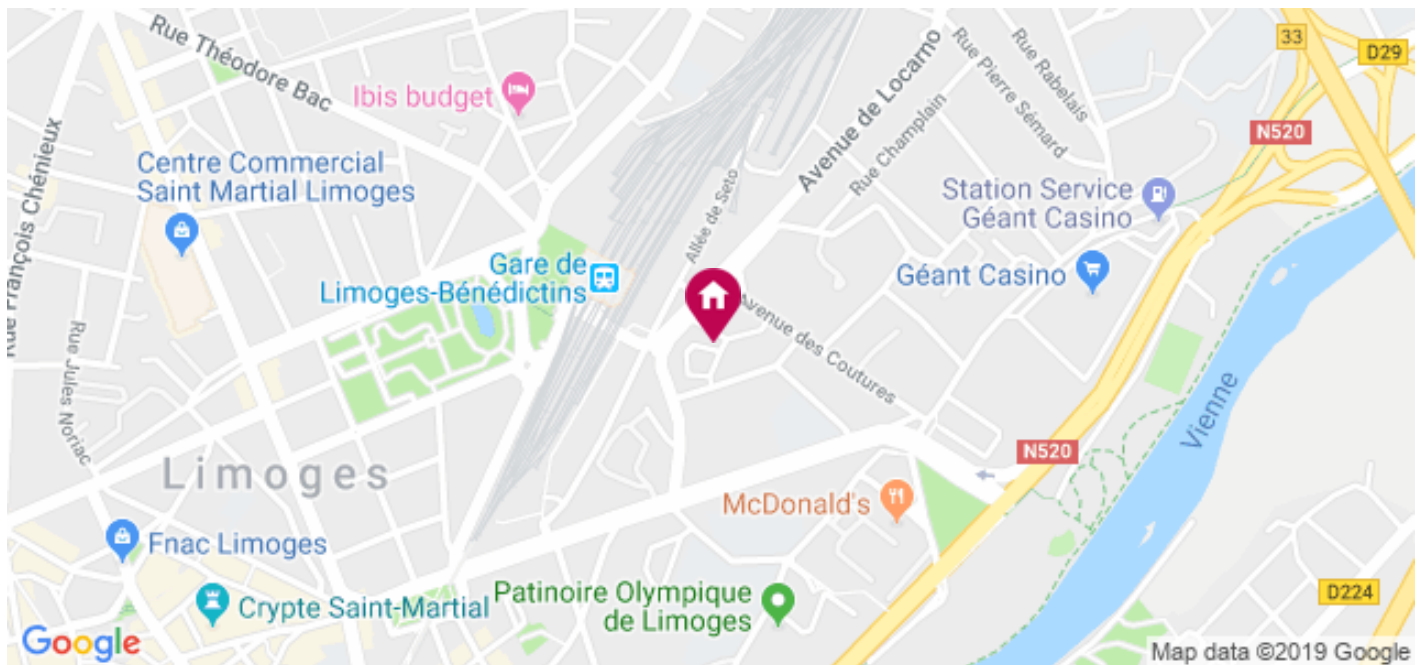 Rue Théodore Bac
Ibis budget
Avenue de Locarno
Rue Rabelais
Rue Pierre Sémard
33
D29
N520
Rue François Chénieux
Centre Commercial
Saint Martial Limoges
Allée de Seto
Rue Champlain
Station Service
Géant Casino
Gare de
Limoges-Bénédictins
Géant Casino
Avenue des Coutures
Rue Jules Noriac
Vienne
Limoges
N520
McDonald's
Fnac Limoges
Crypte Saint-Martial
Patinoire Olympique
de Limoges
D224
Google
Map data ©2019 Google